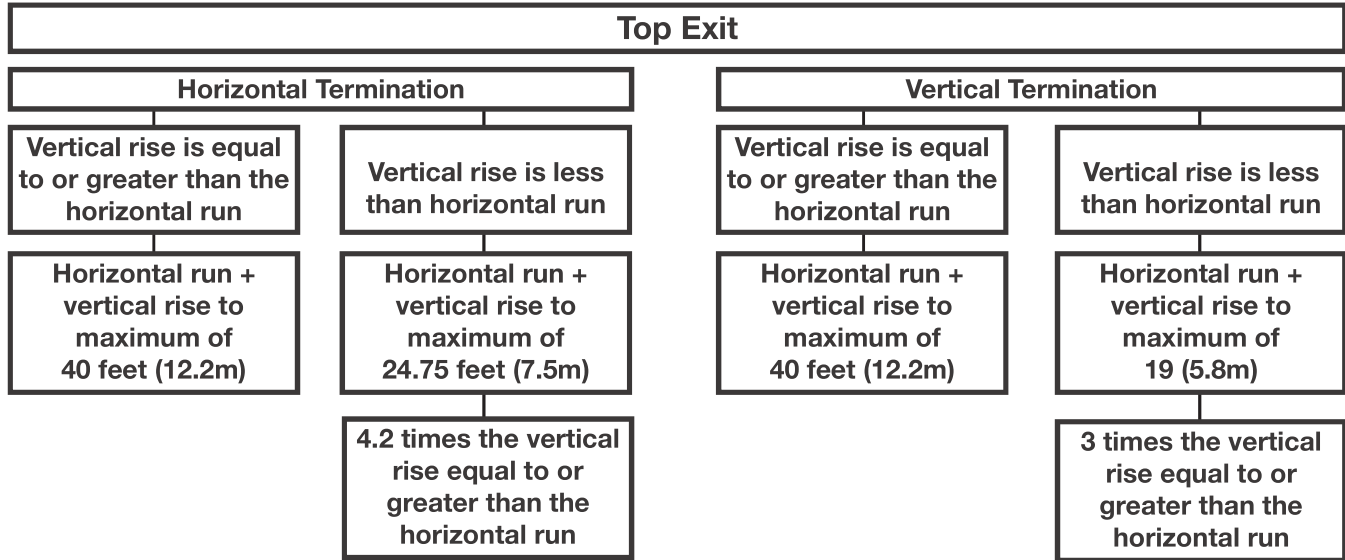 Top Exit
Horizontal Termination
Vertical rise is equal
to or greater than the
horizontal run
Vertical rise is less
than horizontal run
Horizontal run +
vertical rise to
maximum of
40 feet (12.2m)
Horizontal run +
vertical rise to
maximum of
24.75 feet (7.5m)
4.2 times the vertical
rise equal to or
greater than the
horizontal run
Vertical Termination
Vertical rise is equal
to or greater than the
horizontal run
Vertical rise is less
than horizontal run
Horizontal run +
vertical rise to
maximum of
40 feet (12.2m)
Horizontal run +
vertical rise to
maximum of
19 (5.8m)
3 times the vertical
rise equal to or
greater than the
horizontal run